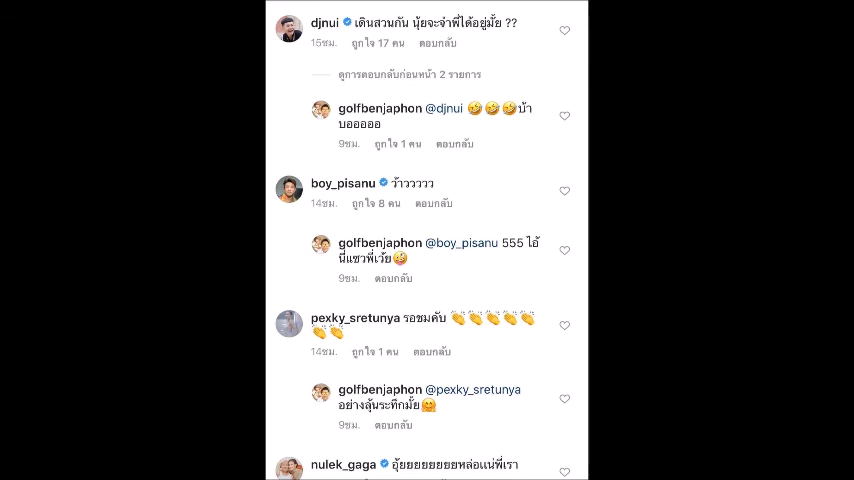 djnui เดินสวนกัน นุ้ยจะจำพี่ได้อยู่มั้ย ??
15ชม. ถูกใจ 17 คน ตอบกลับ
ดูการตอบกลับก่อนหน้า 2 รายการ
golfbenjaphon @djnui 🤣🤣🤣บ้า
บอออออ
9ชม. ถูกใจ 1 คน ตอบกลับ
boy_pisanu ว้าววววว
14ชม. ถูกใจ 8 คน ตอบกลับ
golfbenjaphon @boy_pisanu 555 ไอ้
นี่แซวพี่เว้ย🤪
9ชม. ตอบกลับ
pexky_sretunya รอชมคับ 👏👏👏👏👏
👏👏
14ชม. ถูกใจ 1 คน ตอบกลับ
golfbenjaphon @pexky_sretunya
อย่างลุ้นระทึกมั้ย🤗
9ชม. ตอบกลับ
nulek_gaga อุ้ยยยยยยยหล่อแน่พี่เรา